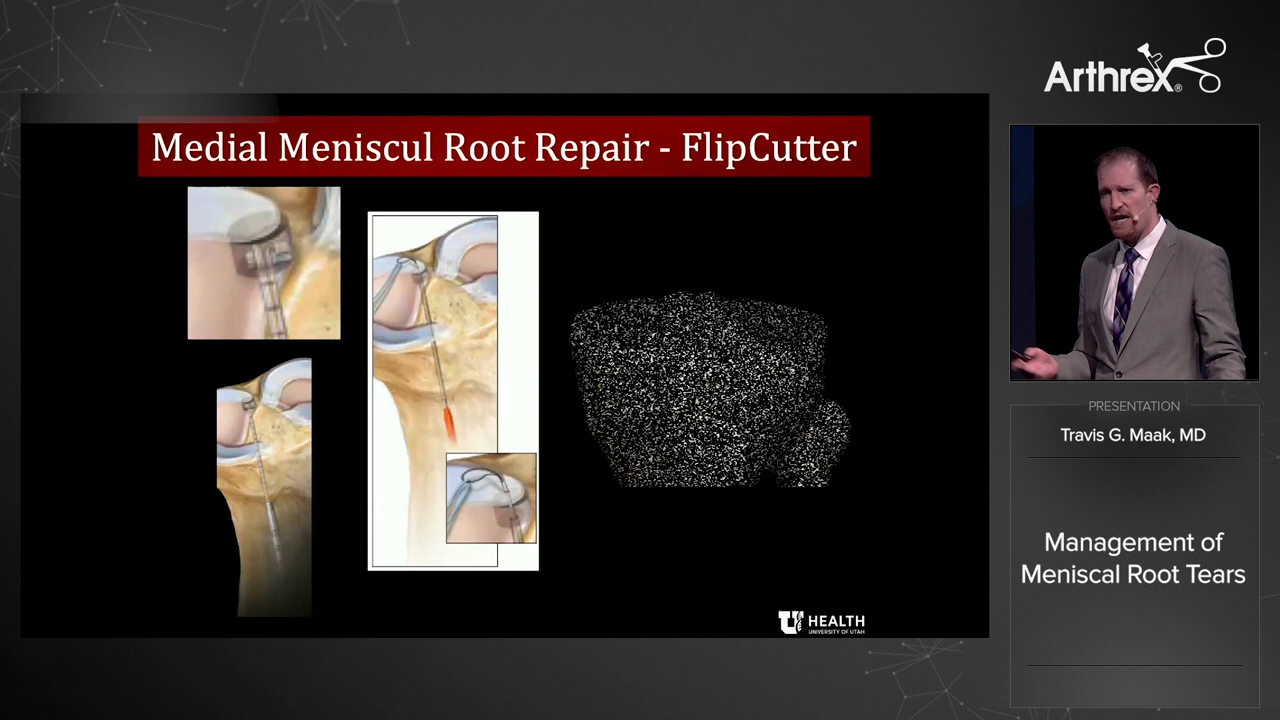 Arthrex®
Medial Meniscul Root Repair - FlipCutter
PRESENTATION
Travis G. Maak, MD
Management of
Meniscal Root Tears
U HEALTH
UNIVERSITY OF UTAH